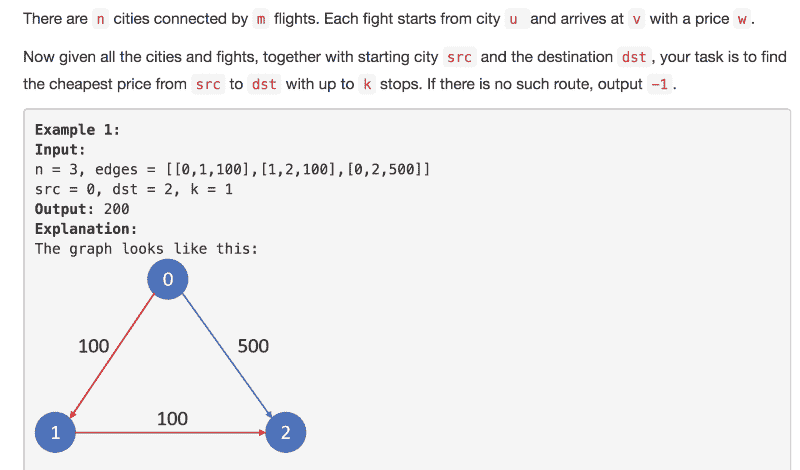 There are n cities connected by m flights. Each fight starts from city u and arrives at v with a price w.
Now given all the cities and fights, together with starting city src and the destination dst, your task is to find
the cheapest price from src to dst with up to k stops. If there is no such route, output -1.
Example 1:
Input:
n = 3, edges = [[0,1,100],[1,2,100],[0,2,500]]
src = 0, dst = 2, k = 1
Output: 200
Explanation:
The graph looks like this:
0
100 500
100
1 2